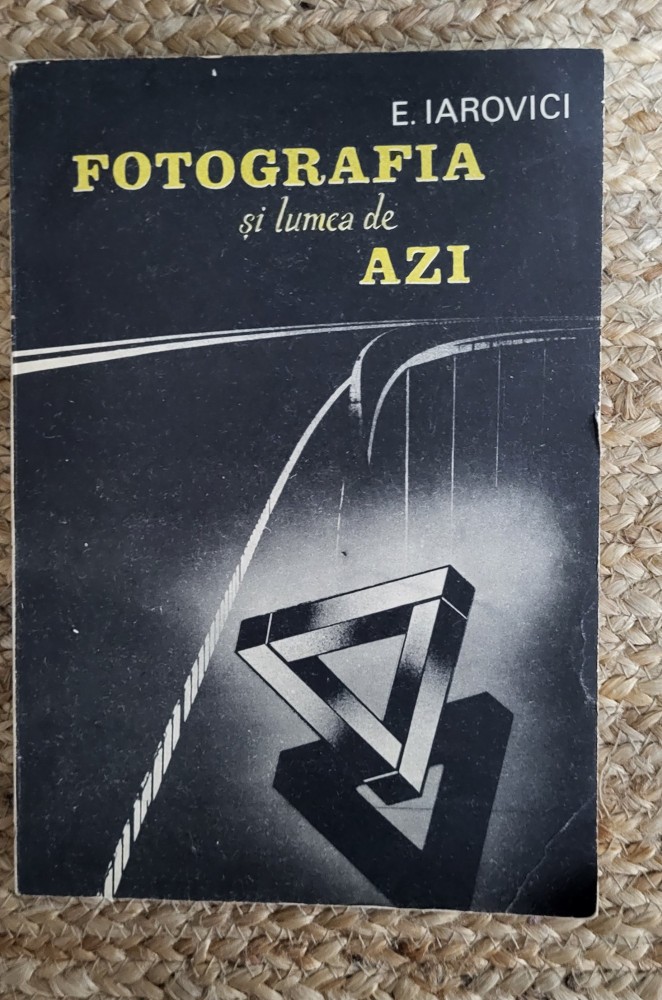 E. IAROVICI
FOTOGRAFIA
și lumea de
AZI